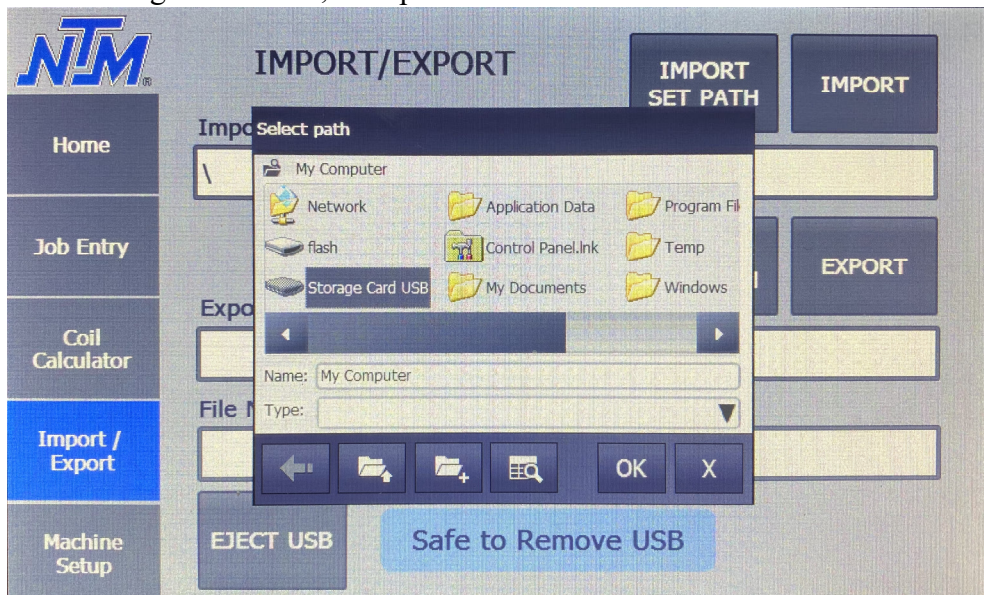 NTM®
IMPORT/EXPORT
IMPORT
SET PATH
IMPORT
Home
Job Entry
Coil
Calculator
Import /
Export
Machine
Setup
\
Select path
My Computer
Network
Application Data
Program Fil
flash
Control Panel.lnk
Temp
Storage Card USB
My Documents
Windows
Name: My Computer
Type:
OK
X
EXPORT
EJECT USB
Safe to Remove USB